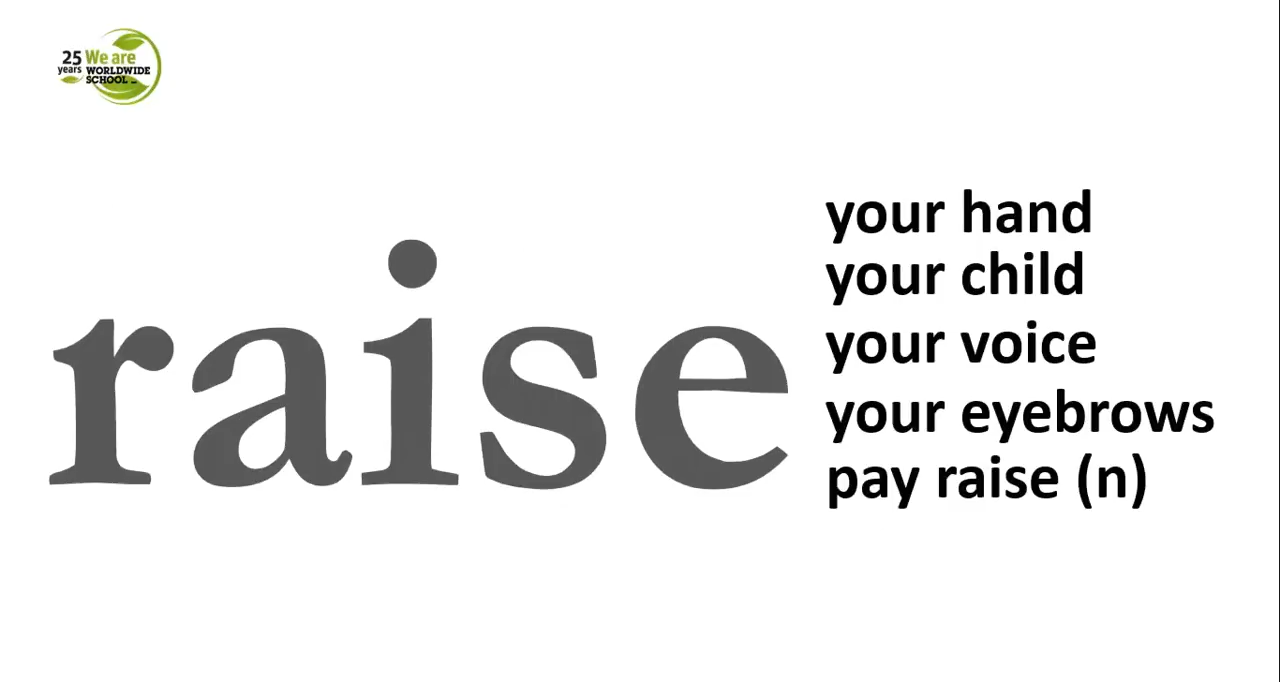 25 We are
years WORLDWIDE
SCHOOL
raise
your hand
your child
your voice
your eyebrows
pay raise (n)